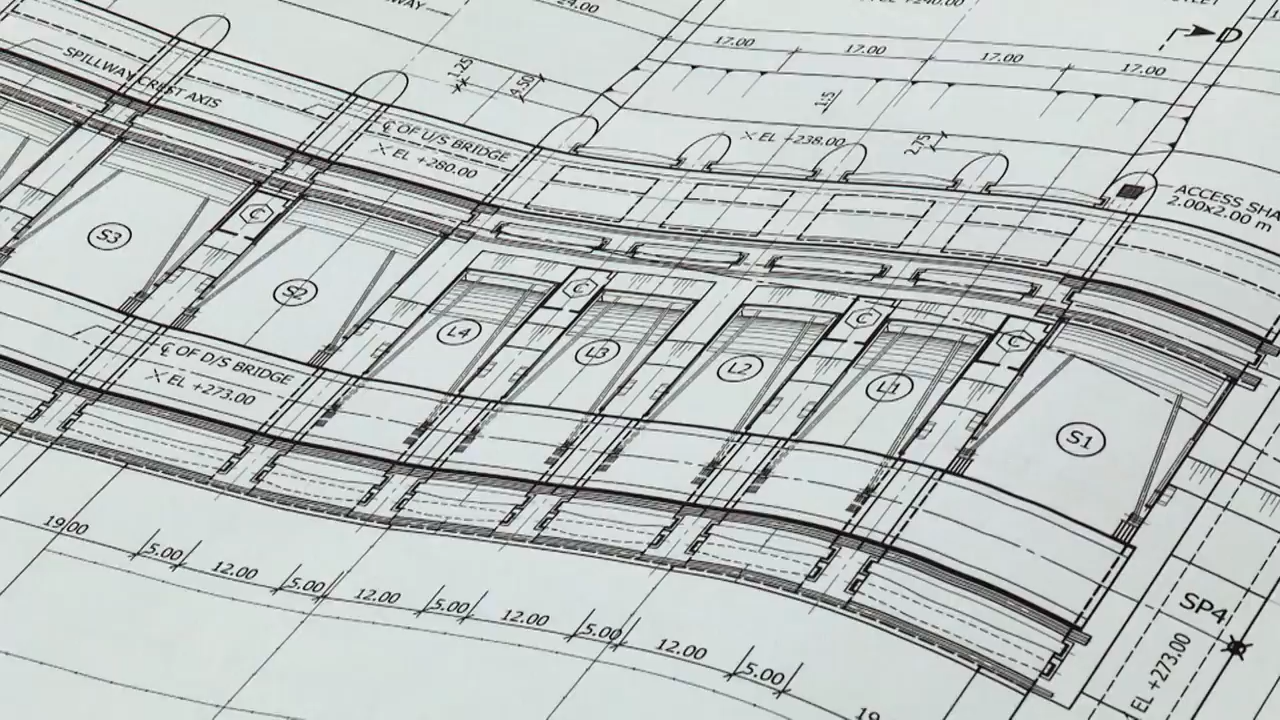 24.00
17.00
17.00
17.00
17.00
D
1.25
4.50
1:5
2.75
EL +238.00
SPILLWAY CREST AXIS
℄ OF U/S BRIDGE
EL +280.00
ACCESS
2.00x2.00 m
S3
C
S2
C
L4
L3
L2
C
L1
C
S1
℄ OF D/S BRIDGE
EL +273.00
19.00
5.00
12.00
5.00
12.00
5.00
12.00
5.00
12.00
5.00
SP4
EL +273.00